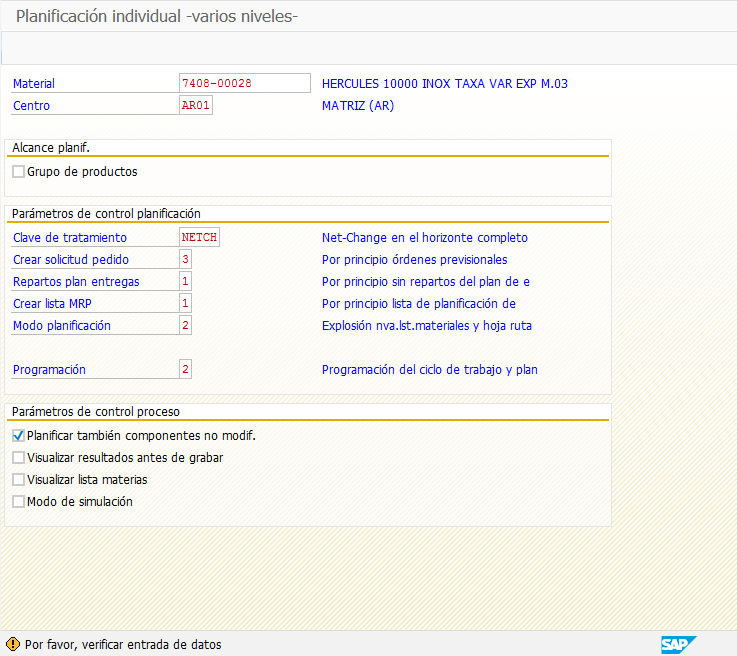 Planificación individual -varios niveles-
Material 7408-00028 HERCULES 10000 INOX TAXA VAR EXP M.03
Centro AR01 MATRIZ (AR)
Alcance planif.
Grupo de productos
Parámetros de control planificación
Clave de tratamiento NETCH Net-Change en el horizonte completo
Crear solicitud pedido 3 Por principio órdenes previsionales
Repartos plan entregas 1 Por principio sin repartos del plan de e
Crear lista MRP 1 Por principio lista de planificación de
Modo planificación 2 Explosión nva.lst.materiales y hoja ruta
Programación 2 Programación del ciclo de trabajo y plan
Parámetros de control proceso
Planificar también componentes no modif.
Visualizar resultados antes de grabar
Visualizar lista materias
Modo de simulación
Por favor, verificar entrada de datos SAP